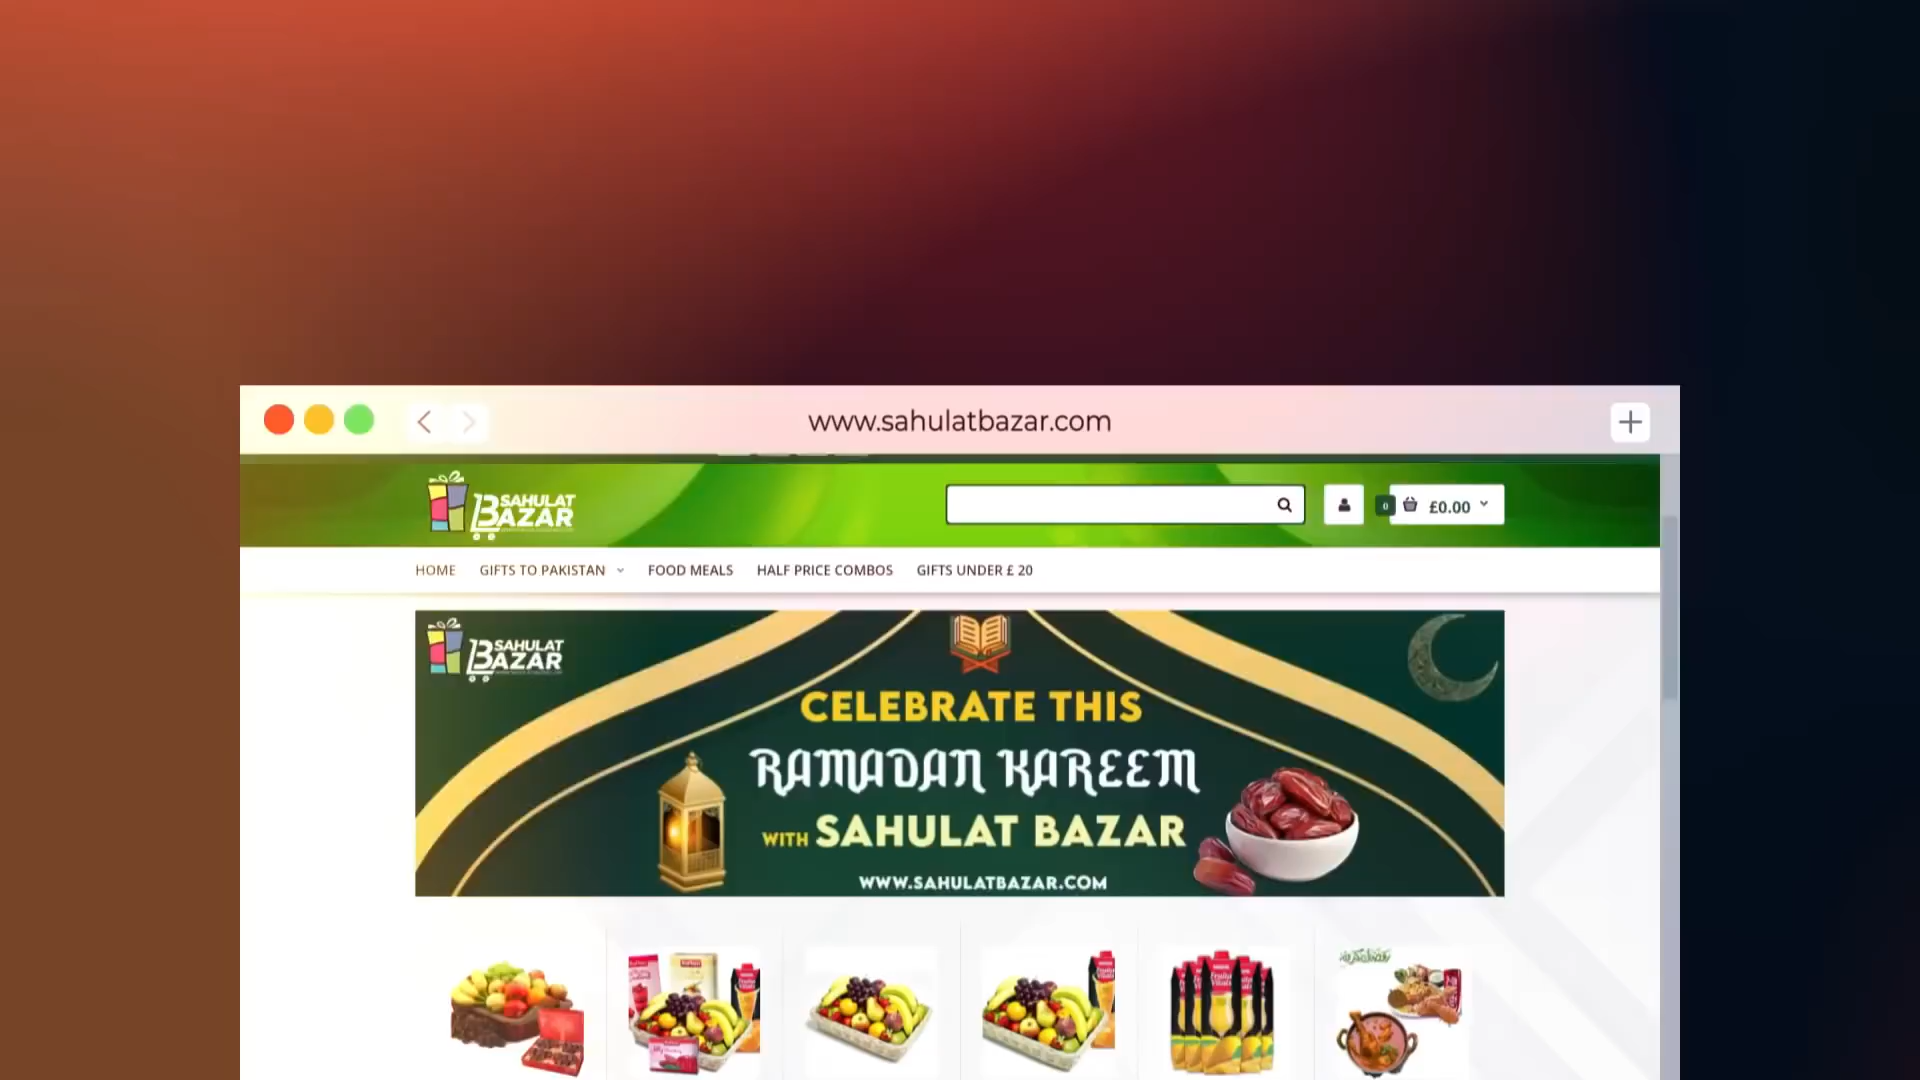 www.sahulatbazar.com
SAHULAT
BAZAR
0
£0.00
HOME
GIFTS TO PAKISTAN
FOOD MEALS
HALF PRICE COMBOS
GIFTS UNDER £ 20
SAHULAT
BAZAR
CELEBRATE THIS
RAMADAN KAREEM
WITH SAHULAT BAZAR
WWW.SAHULATBAZAR.COM